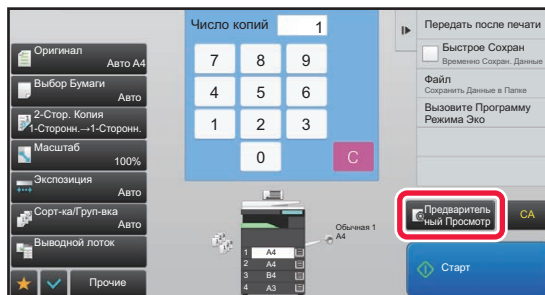 Оригинал
Авто A4
Выбор Бумаги
Авто
2-Стор. Копия
1-Сторонн.→1-Сторонн.
Масштаб
100%
Экспозиция
Авто
Сорт-ка/Груп-вка
Авто
Выводной лоток
Прочие
Число копий 1
7 8 9
4 5 6
1 2 3
0 C
Обычная 1
A4
1 A4
2 A4
3 B4
4 A3
Передать после печати
Быстрое Сохран
Временно Сохран. Данные
Файл
Сохранить Данные в Папке
Вызовите Программу
Режима Эко
Предваритель
ный Просмотр
CA
Старт